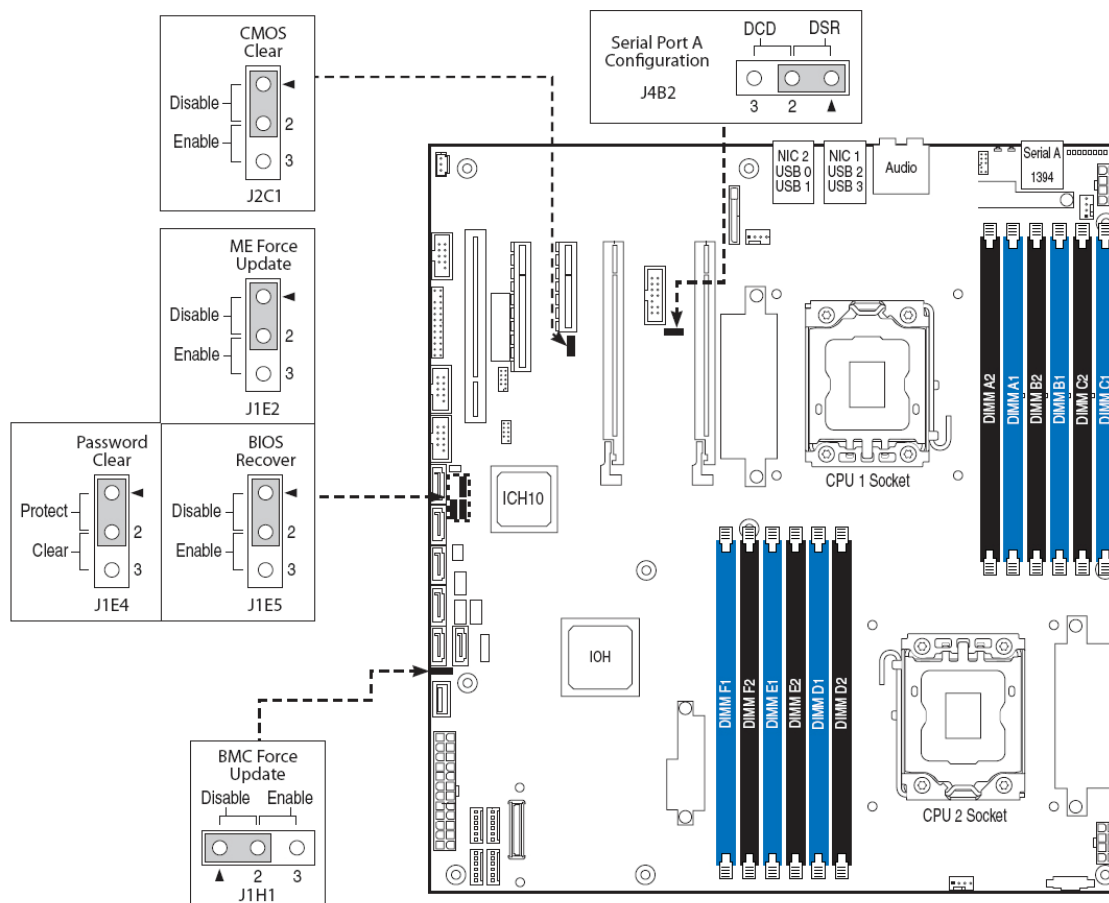 CMOS
Clear
Disable
Enable
2
3
J2C1
Serial Port A
Configuration
J4B2
DCD DSR
3 2
ME Force
Update
Disable
Enable
2
3
J1E2
Password
Clear
Protect
Clear
2
3
J1E4
BIOS
Recover
Disable
Enable
2
3
J1E5
BMC Force
Update
Disable Enable
2 3
J1H1
NIC 2
USB 0
USB 1
NIC 1
USB 2
USB 3
Audio
Serial A
1394
DIMM A2
DIMM A1
DIMM B2
DIMM B1
DIMM C2
DIMM C1
CPU 1 Socket
ICH10
IOH
DIMM F1
DIMM F2
DIMM E1
DIMM E2
DIMM D1
DIMM D2
CPU 2 Socket